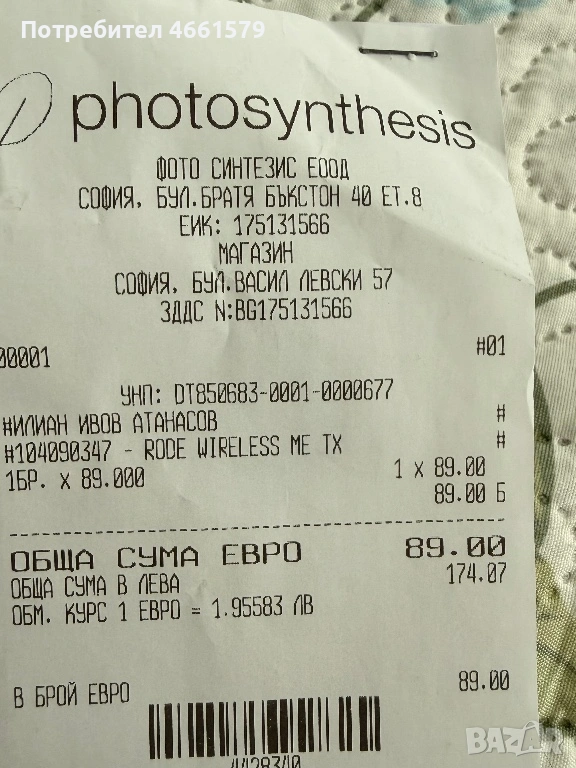 Потребител 4661579
photosynthesis
ФОТО СИНТЕЗИС ЕООД
СОФИЯ, БУЛ.БРАТЯ БЪКСТОН 40 ЕТ.8
ЕИК: 175131566
МАГАЗИН
СОФИЯ, БУЛ.ВАСИЛ ЛЕВСКИ 57
ЗДДС N:BG175131566
00001 #01
УНП: DT850683-0001-0000677
#ИЛИАН ИВОВ АТАНАСОВ #
#104090347 - RODE WIRELESS ME TX #
1БР. x 89.000 1 x 89.00
89.00 Б
ОБЩА СУМА ЕВРО 89.00
ОБЩА СУМА В ЛЕВА 174.07
ОБМ. КУРС 1 ЕВРО = 1.95583 ЛВ
В БРОЙ ЕВРО 89.00
4428340
BAZAR